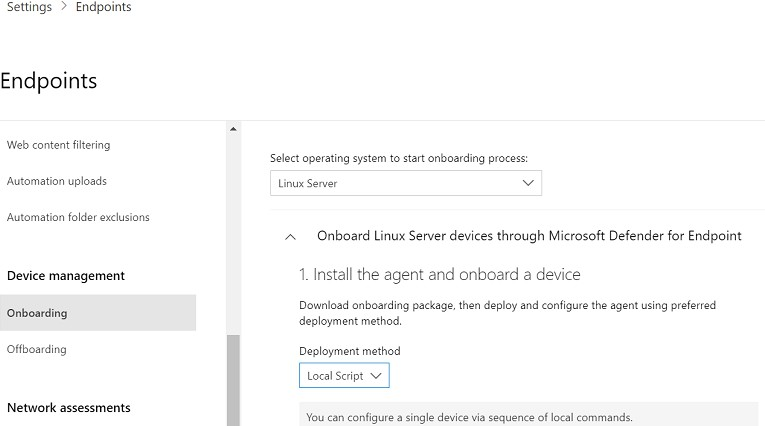 Settings > Endpoints
Endpoints
Web content filtering
Automation uploads
Automation folder exclusions
Device management
Onboarding
Offboarding
Network assessments
Select operating system to start onboarding process:
Linux Server
Onboard Linux Server devices through Microsoft Defender for Endpoint
1. Install the agent and onboard a device
Download onboarding package, then deploy and configure the agent using preferred
deployment method.
Deployment method
Local Script
You can configure a single device via sequence of local commands.